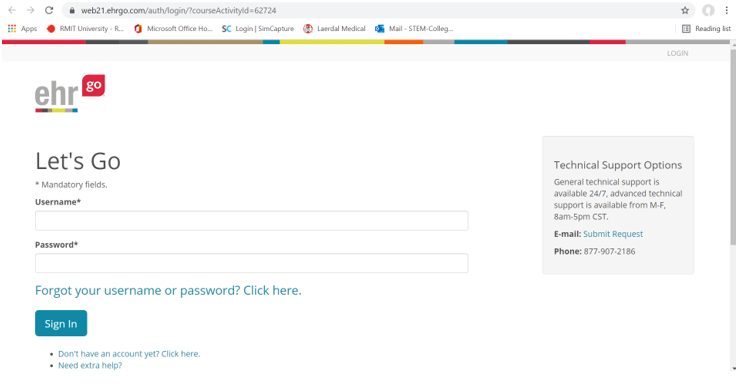 web21.ehrgo.com/auth/login/?courseActivityId=62724
Apps RMIT University - R... Microsoft Office Ho... SC Login | SimCapture Laerdal Medical Mail - STEM-Colleg... Reading list
LOGIN
ehr go
Let's Go
* Mandatory fields.
Username*
Password*
Forgot your username or password? Click here.
Sign In
Don't have an account yet? Click here.
Need extra help?
Technical Support Options
General technical support is
available 24/7, advanced technical
support is available from M-F,
8am-5pm CST.
E-mail: Submit Request
Phone: 877-907-2186